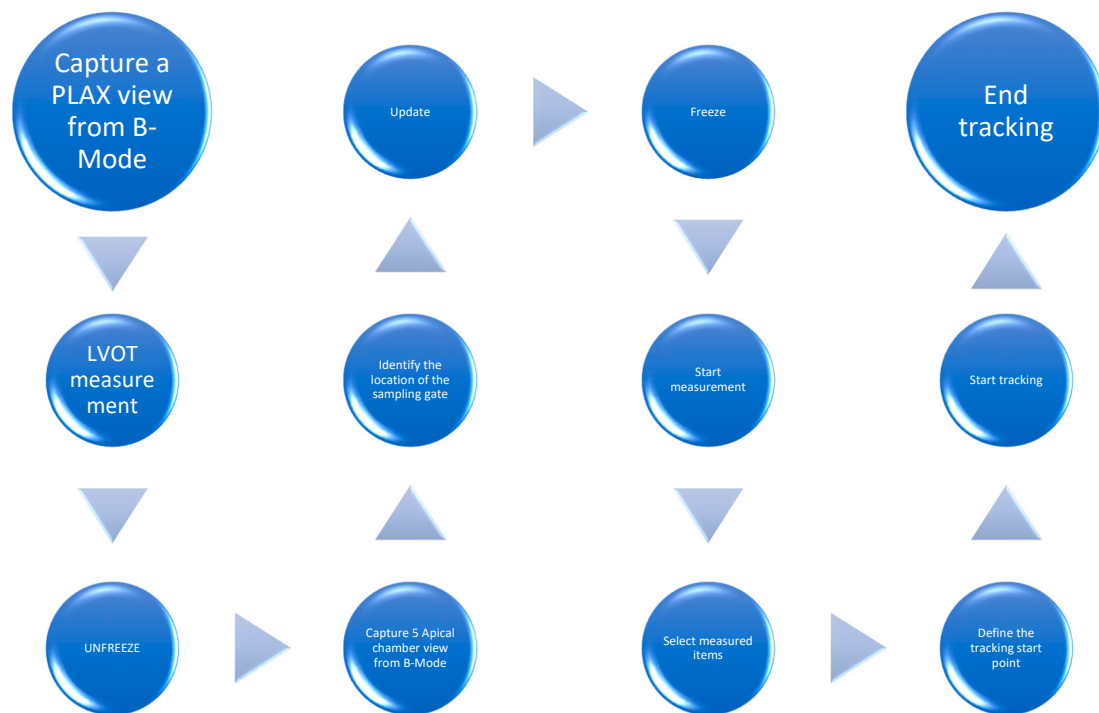 Capture a
PLAX view
from B-
Mode
LVOT
measure
ment
UNFREEZE
Capture 5 Apical
chamber view
from B-Mode
Identify the
location of the
sampling gate
Update
Freeze
Start
measurement
Select measured
items
Define the
tracking start
point
Start tracking
End
tracking